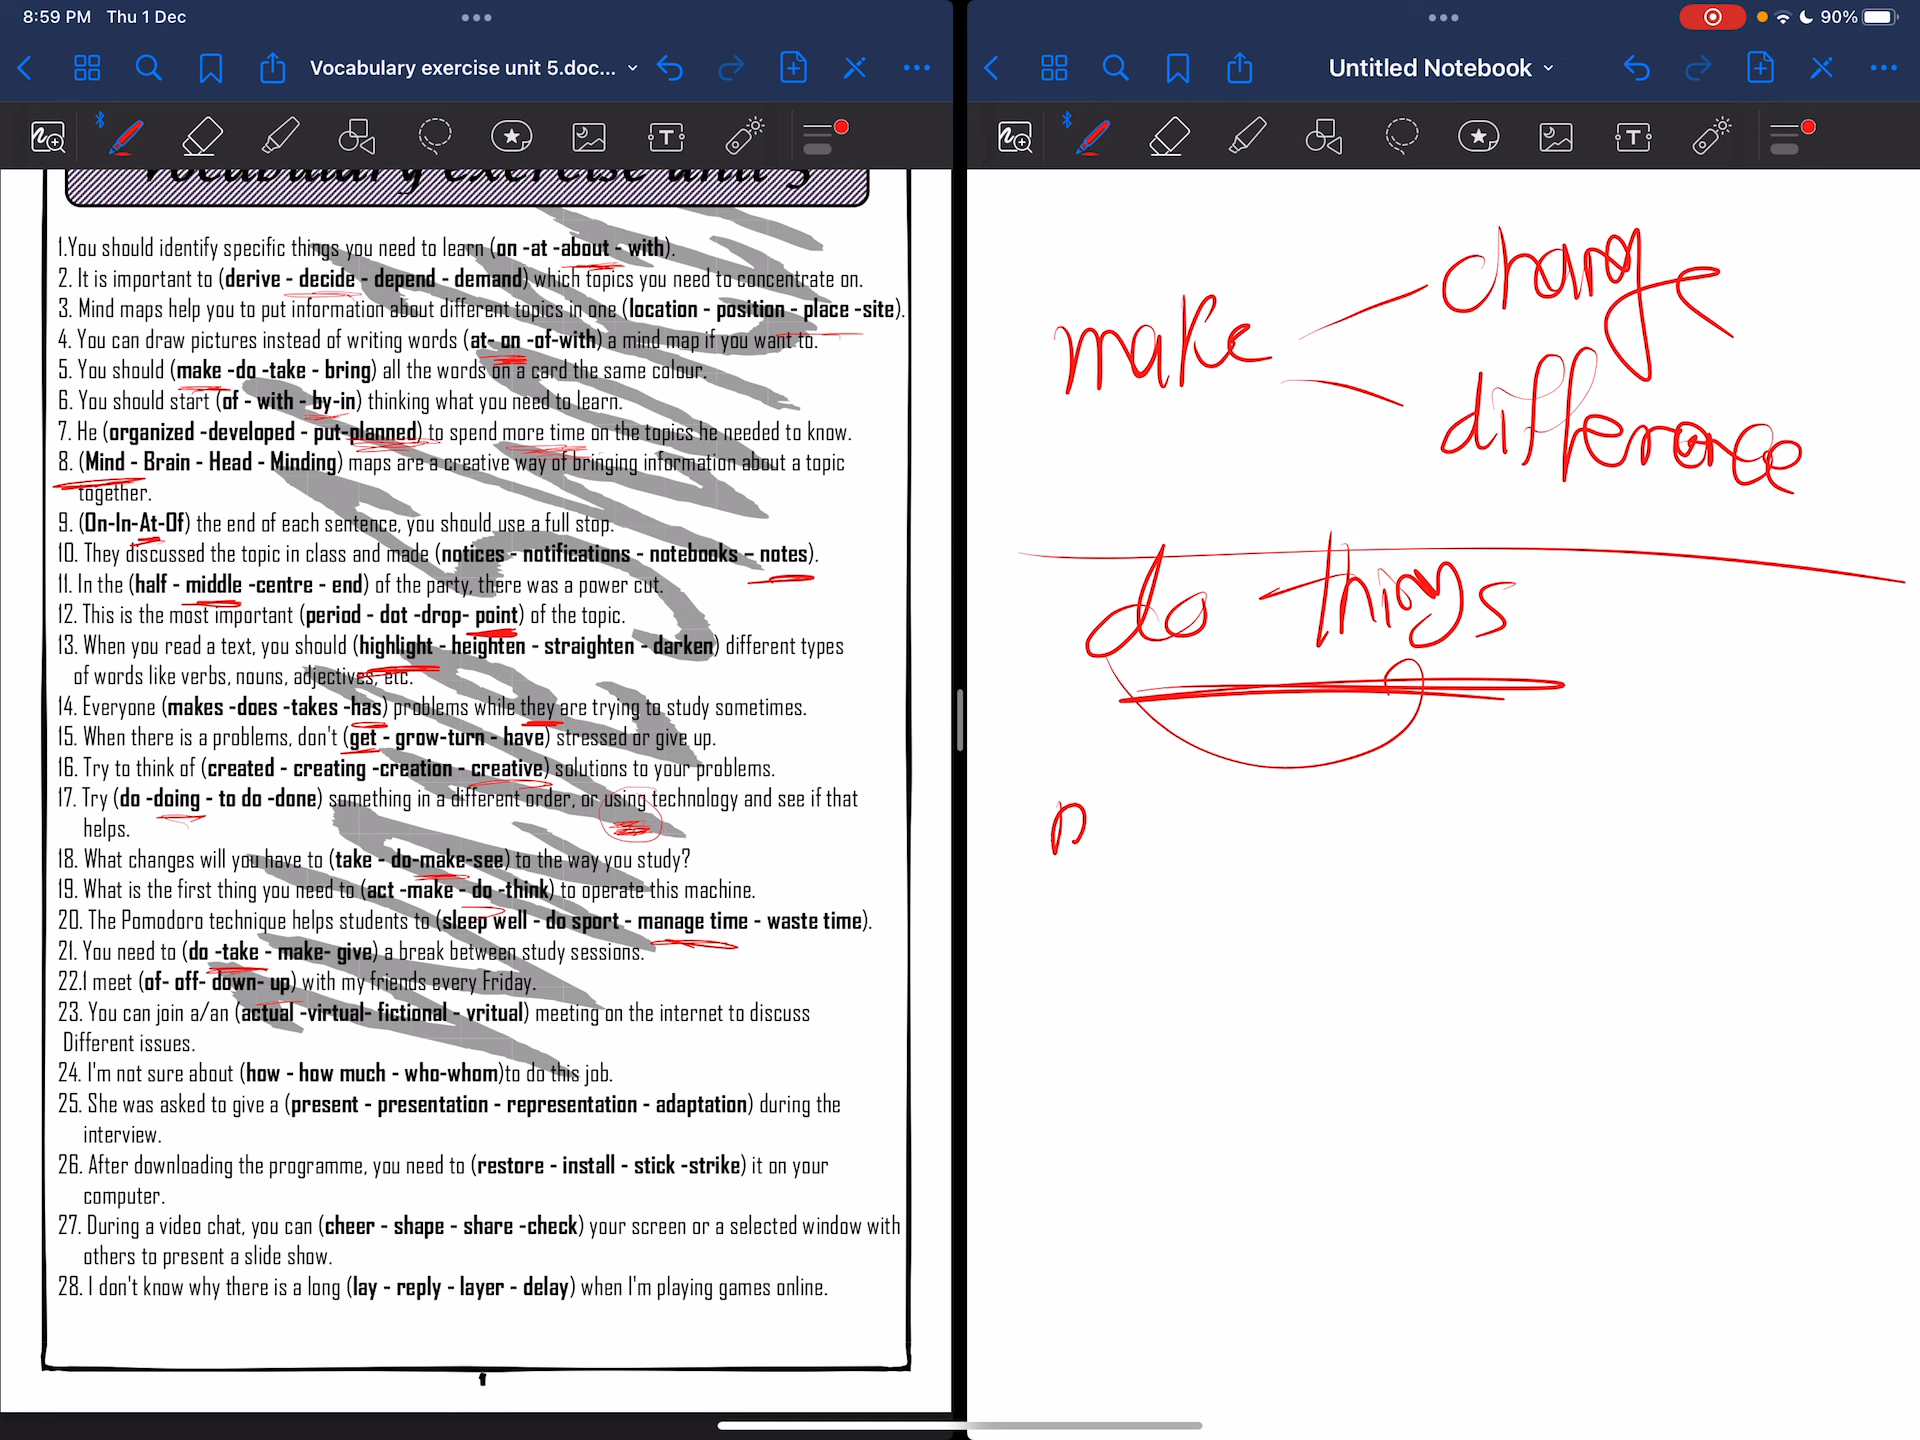 8:59 PM Thu 1 Dec
90%
Vocabulary exercise unit 5.doc...
Untitled Notebook
Vocabulary exercise unit 5
1.You should identify specific things you need to learn (on -at -about - with).
2. It is important to (derive - decide - depend - demand) which topics you need to concentrate on.
3. Mind maps help you to put information about different topics in one (location - position - place -site).
4. You can draw pictures instead of writing words (at- on -of-with) a mind map if you want to.
5. You should (make -do -take - bring) all the words on a card the same colour.
6. You should start (of - with - by-in) thinking what you need to learn.
7. He (organized -developed - put-planned) to spend more time on the topics he needed to know.
8. (Mind - Brain - Head - Minding) maps are a creative way of bringing information about a topic
together.
9. (On-In-At-Of) the end of each sentence, you should use a full stop.
10. They discussed the topic in class and made (notices - notifications - notebooks – notes).
11. In the (half - middle -centre - end) of the party, there was a power cut.
12. This is the most important (period - dot -drop- point) of the topic.
13. When you read a text, you should (highlight - heighten - straighten - darken) different types
of words like verbs, nouns, adjectives, etc.
14. Everyone (makes -does -takes -has) problems while they are trying to study sometimes.
15. When there is a problems, don't (get - grow-turn - have) stressed or give up.
16. Try to think of (created - creating -creation - creative) solutions to your problems.
17. Try (do -doing - to do -done) something in a different order, or using technology and see if that
helps.
18. What changes will you have to (take - do-make-see) to the way you study?
19. What is the first thing you need to (act -make - do -think) to operate this machine.
20. The Pomodoro technique helps students to (sleep well - do sport - manage time - waste time).
21. You need to (do -take - make- give) a break between study sessions.
22.I meet (of- off- down- up) with my friends every Friday.
23. You can join a/an (actual -virtual- fictional - vritual) meeting on the internet to discuss
Different issues.
24. I'm not sure about (how - how much - who-whom)to do this job.
25. She was asked to give a (present - presentation - representation - adaptation) during the
interview.
26. After downloading the programme, you need to (restore - install - stick -strike) it on your
computer.
27. During a video chat, you can (cheer - shape - share -check) your screen or a selected window with
others to present a slide show.
28. I don't know why there is a long (lay - reply - layer - delay) when I'm playing games online.
1
change
make
difference
do things